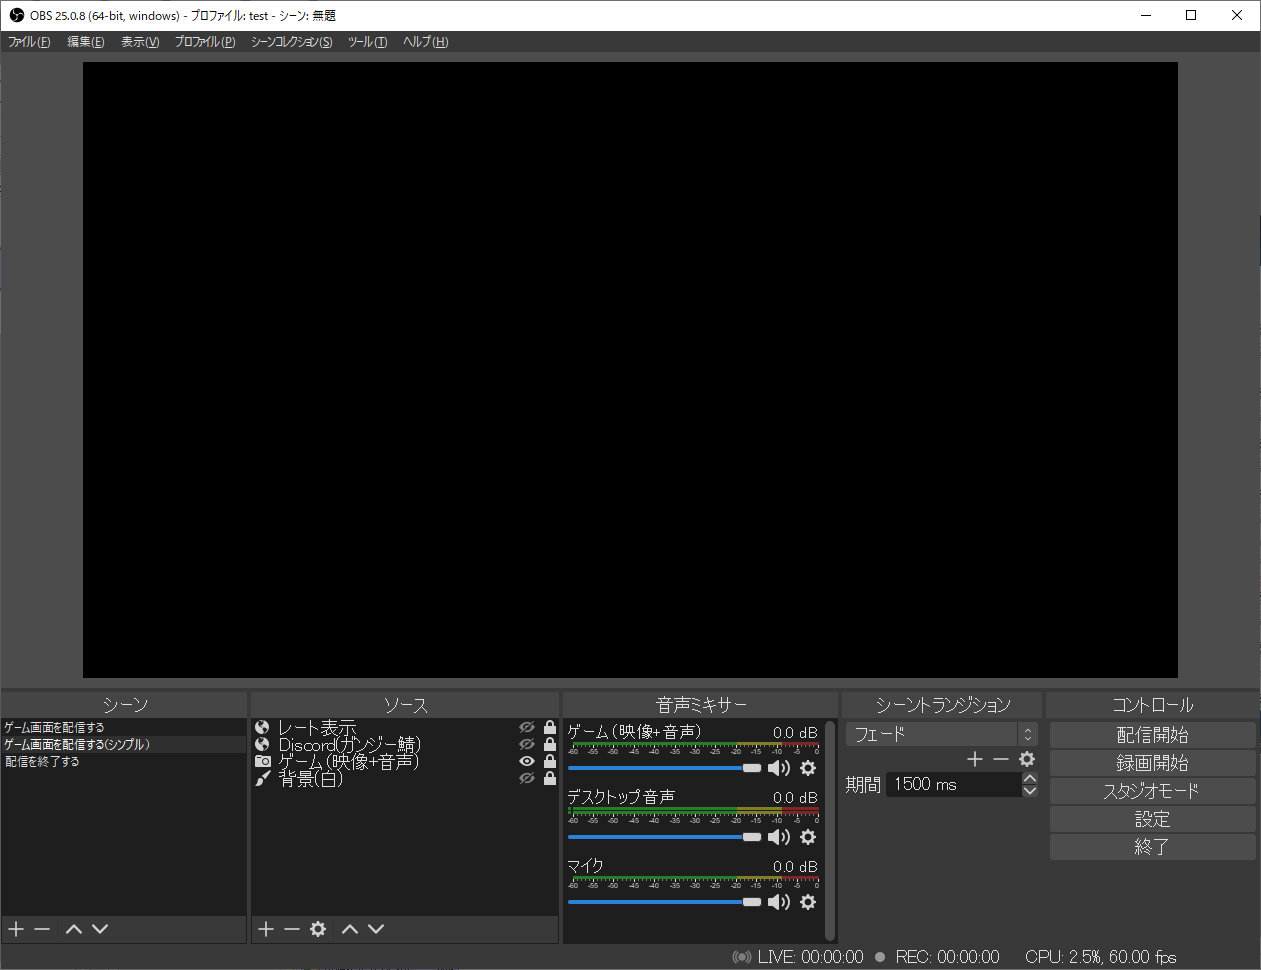 OBS 25.0.8 (64-bit, windows) - プロファイル: test - シーン: 無題
ファイル(F) 編集(E) 表示(V) プロファイル(P) シーンコレクション(S) ツール(T) ヘルプ(H)
シーン
ゲーム画面を配信する
ゲーム画面を配信する(シンプル)
配信を終了する
ソース
レート表示
Discord(ガンジー鯖)
ゲーム(映像+音声)
背景(白)
音声ミキサー
ゲーム(映像+音声) 0.0 dB
-60 -55 -50 -45 -40 -35 -30 -25 -20 -15 -10 -5 0
デスクトップ音声 0.0 dB
-60 -55 -50 -45 -40 -35 -30 -25 -20 -15 -10 -5 0
マイク 0.0 dB
-60 -55 -50 -45 -40 -35 -30 -25 -20 -15 -10 -5 0
シーントランジション
フェード
期間 1500 ms
コントロール
配信開始
録画開始
スタジオモード
設定
終了
LIVE: 00:00:00 REC: 00:00:00 CPU: 2.5%, 60.00 fps